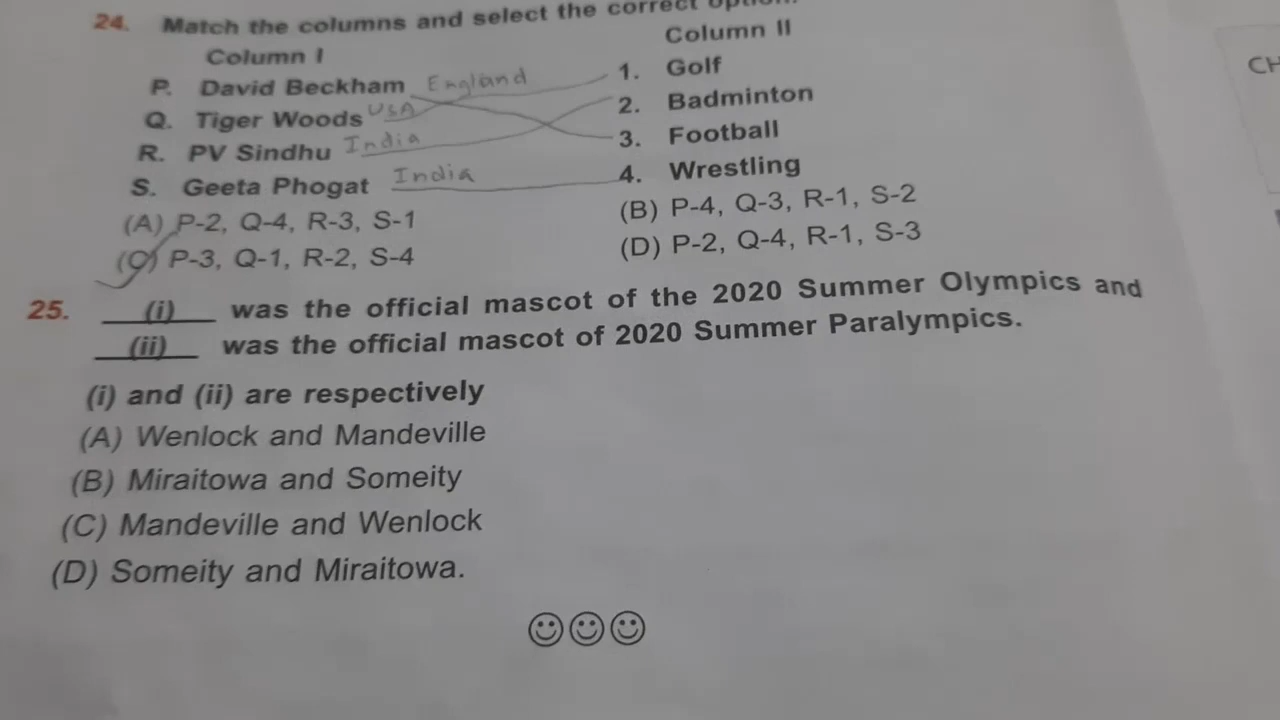 24. Match the columns and select the correct option.
Column I Column II
P. David Beckham England 1. Golf
Q. Tiger Woods USA 2. Badminton
R. PV Sindhu India 3. Football
S. Geeta Phogat India 4. Wrestling
(A) P-2, Q-4, R-3, S-1 (B) P-4, Q-3, R-1, S-2
(C) P-3, Q-1, R-2, S-4 (D) P-2, Q-4, R-1, S-3
25. (i) was the official mascot of the 2020 Summer Olympics and
(ii) was the official mascot of 2020 Summer Paralympics.
(i) and (ii) are respectively
(A) Wenlock and Mandeville
(B) Miraitowa and Someity
(C) Mandeville and Wenlock
(D) Someity and Miraitowa.
CH